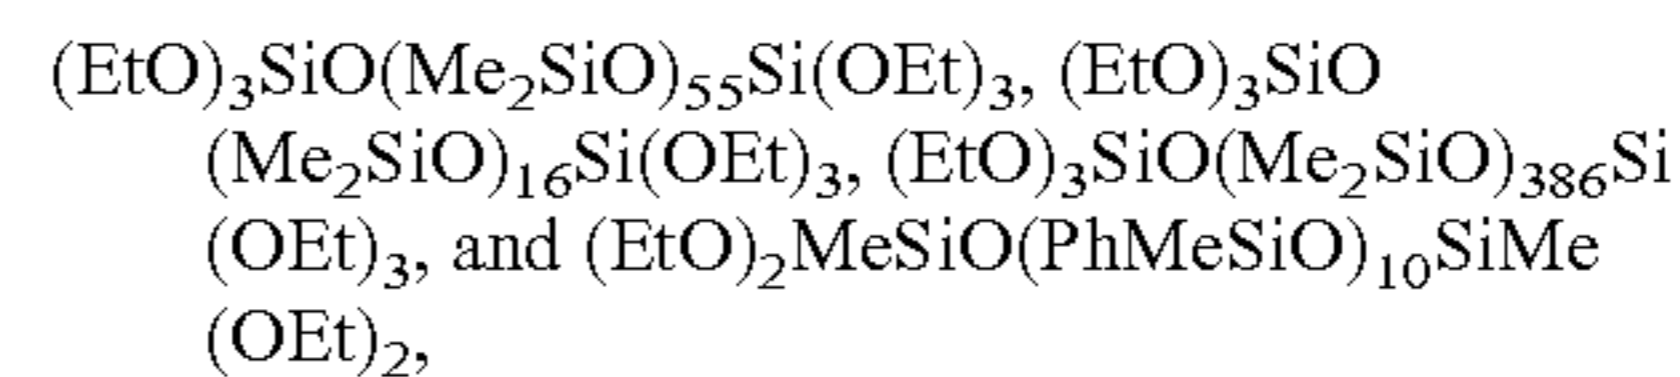 (EtO)₃SiO(Me₂SiO)₅₅Si(OEt)₃, (EtO)₃SiO
(Me₂SiO)₁₆Si(OEt)₃, (EtO)₃SiO(Me₂SiO)₃₈₆Si
(OEt)₃, and (EtO)₂MeSiO(PhMeSiO)₁₀SiMe
(OEt)₂,